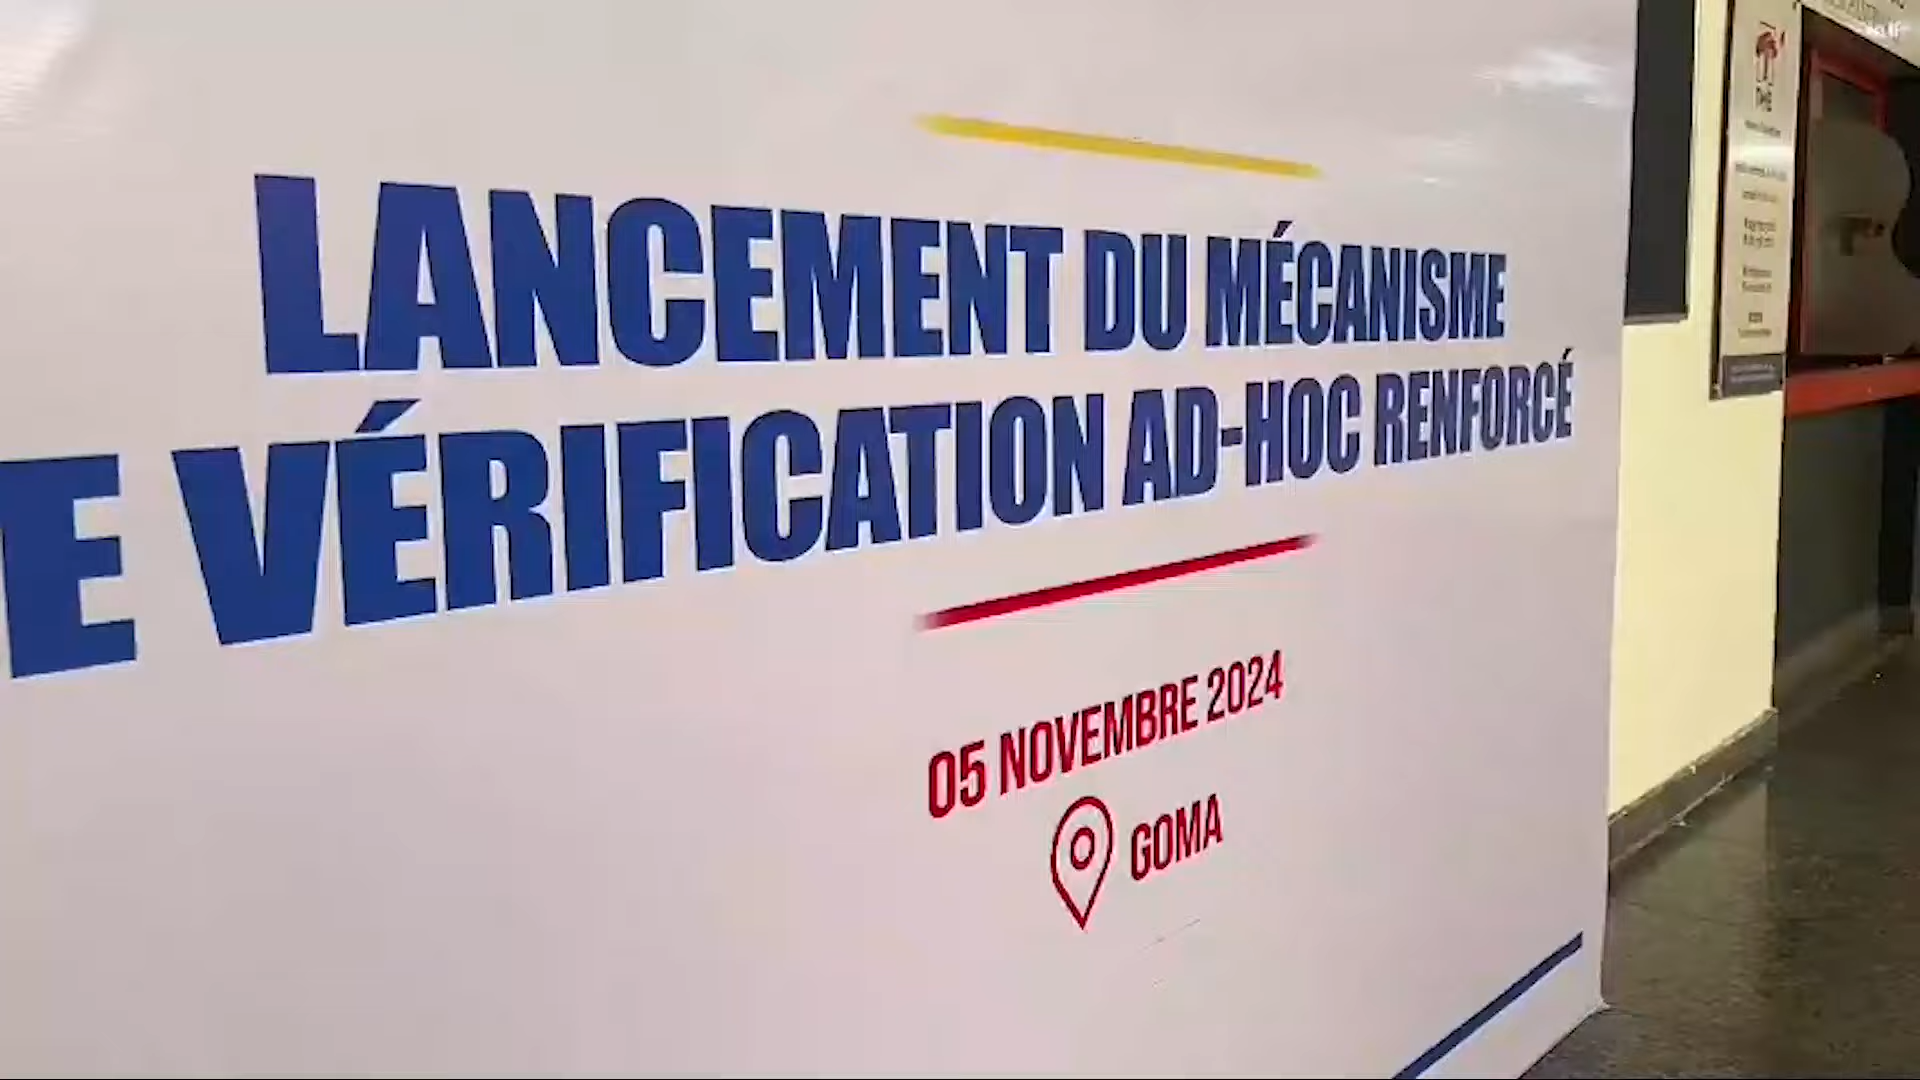 LANCEMENT DU MÉCANISME
E VÉRIFICATION AD-HOC RENFORCÉ
05 NOVEMBRE 2024
GOMA